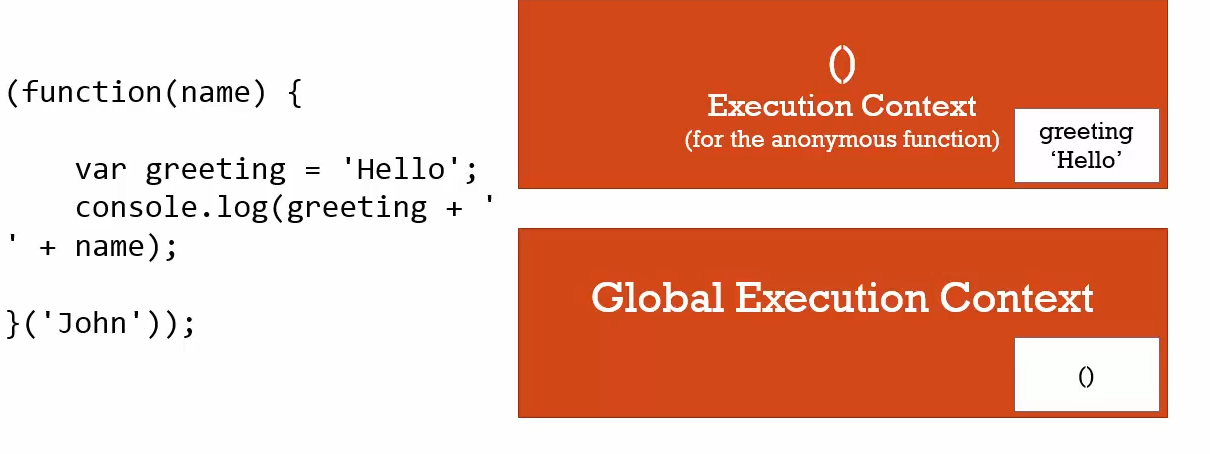 (function(name) {
var greeting = 'Hello';
console.log(greeting + '
' + name);
}('John'));
()
Execution Context
(for the anonymous function)
greeting
‘Hello’
Global Execution Context
()